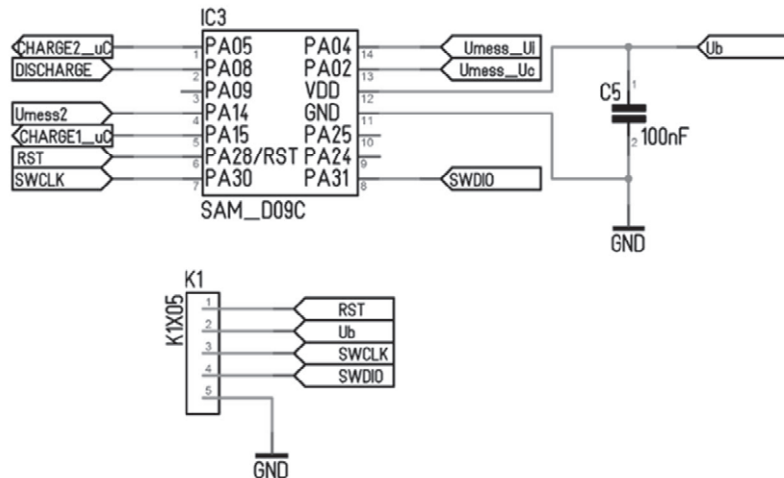 IC3
CHARGE2_uC 1 PA05 PA04 14 Umess_Ui Ub
DISCHARGE 2 PA08 PA02 13 Umess_Uc
3 PA09 VDD 12 C5 1
Umess2 4 PA14 GND 11 100nF
CHARGE1_uC 5 PA15 PA25 10 2
RST 6 PA28/RST PA24 9
SWCLK 7 PA30 PA31 8 SWDIO
SAM_D09C
GND
K1
K1X05
1 RST
2 Ub
3 SWCLK
4 SWDIO
5
GND